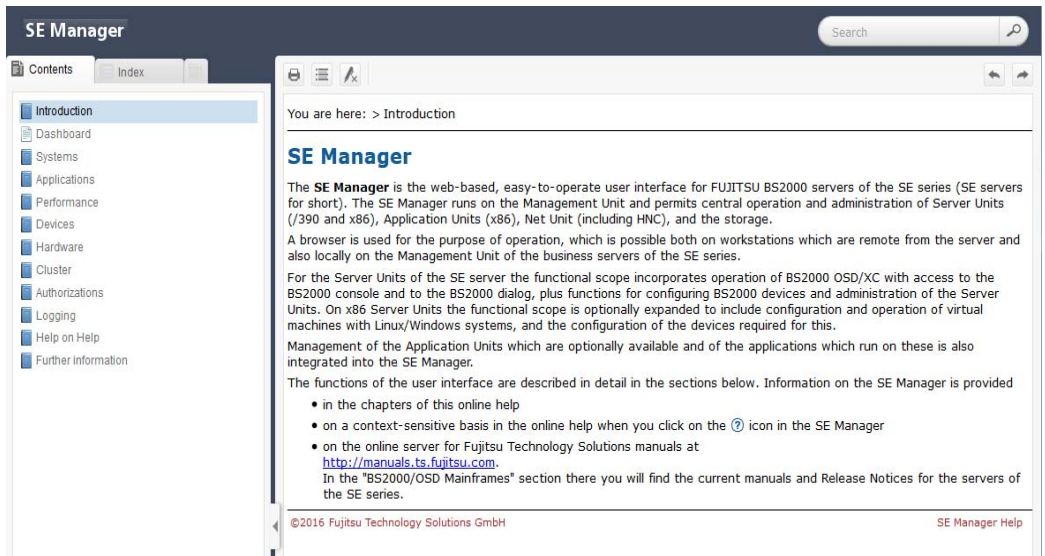 SE Manager
Search
Contents
Index
Introduction
Dashboard
Systems
Applications
Performance
Devices
Hardware
Cluster
Authorizations
Logging
Help on Help
Further information
You are here: > Introduction
SE Manager
The SE Manager is the web-based, easy-to-operate user interface for FUJITSU BS2000 servers of the SE series (SE servers
for short). The SE Manager runs on the Management Unit and permits central operation and administration of Server Units
(/390 and x86), Application Units (x86), Net Unit (including HNC), and the storage.
A browser is used for the purpose of operation, which is possible both on workstations which are remote from the server and
also locally on the Management Unit of the business servers of the SE series.
For the Server Units of the SE server the functional scope incorporates operation of BS2000 OSD/XC with access to the
BS2000 console and to the BS2000 dialog, plus functions for configuring BS2000 devices and administration of the Server
Units. On x86 Server Units the functional scope is optionally expanded to include configuration and operation of virtual
machines with Linux/Windows systems, and the configuration of the devices required for this.
Management of the Application Units which are optionally available and of the applications which run on these is also
integrated into the SE Manager.
The functions of the user interface are described in detail in the sections below. Information on the SE Manager is provided
• in the chapters of this online help
• on a context-sensitive basis in the online help when you click on the ? icon in the SE Manager
• on the online server for Fujitsu Technology Solutions manuals at
http://manuals.ts.fujitsu.com.
In the "BS2000/OSD Mainframes" section there you will find the current manuals and Release Notices for the servers of
the SE series.
©2016 Fujitsu Technology Solutions GmbH
SE Manager Help